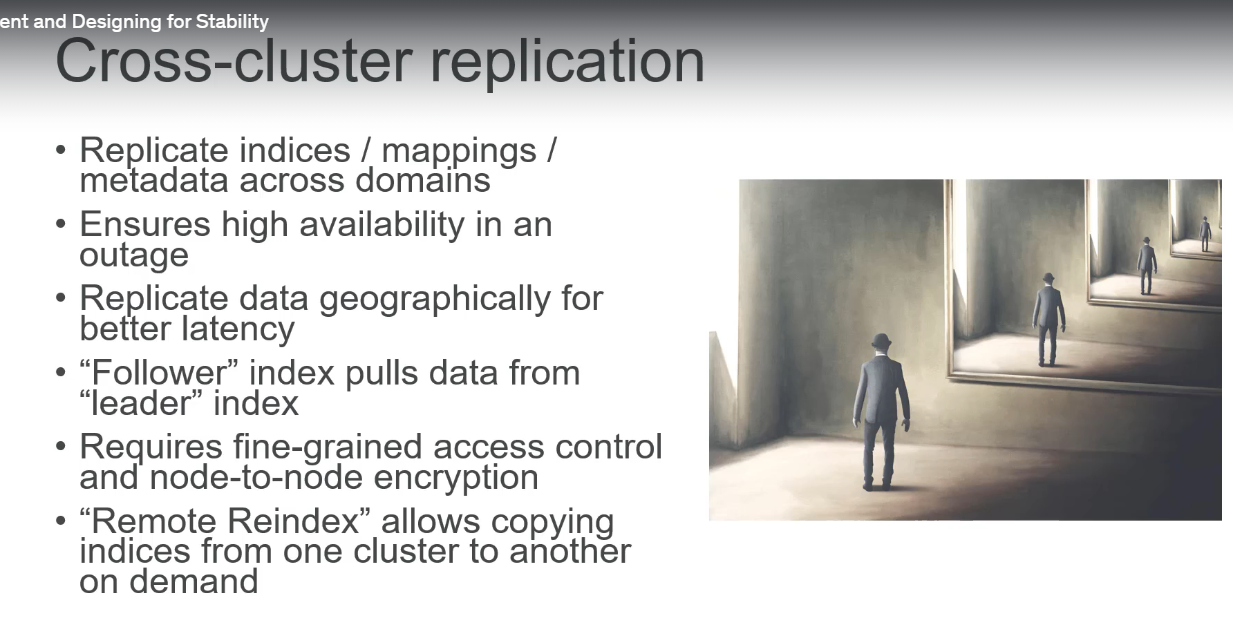 ent and Designing for Stability
Cross-cluster replication
• Replicate indices / mappings /
metadata across domains
• Ensures high availability in an
outage
• Replicate data geographically for
better latency
• “Follower” index pulls data from
“leader” index
• Requires fine-grained access control
and node-to-node encryption
• “Remote Reindex” allows copying
indices from one cluster to another
on demand